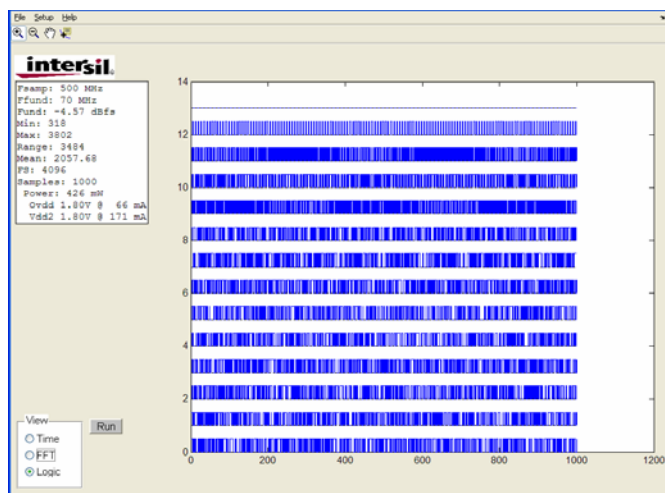 File Setup Help
intersil®
Fsamp: 500 MHz
Ffund: 70 MHz
Fund: -4.57 dBfs
Min: 318
Max: 3802
Range: 3484
Mean: 2057.68
FS: 4096
Samples: 1000
Power: 426 mW
Ovdd 1.80V @ 66 mA
Vdd2 1.80V @ 171 mA
14
12
10
8
6
4
2
0
0 200 400 600 800 1000 1200
View
Time
FFT
Logic
Run